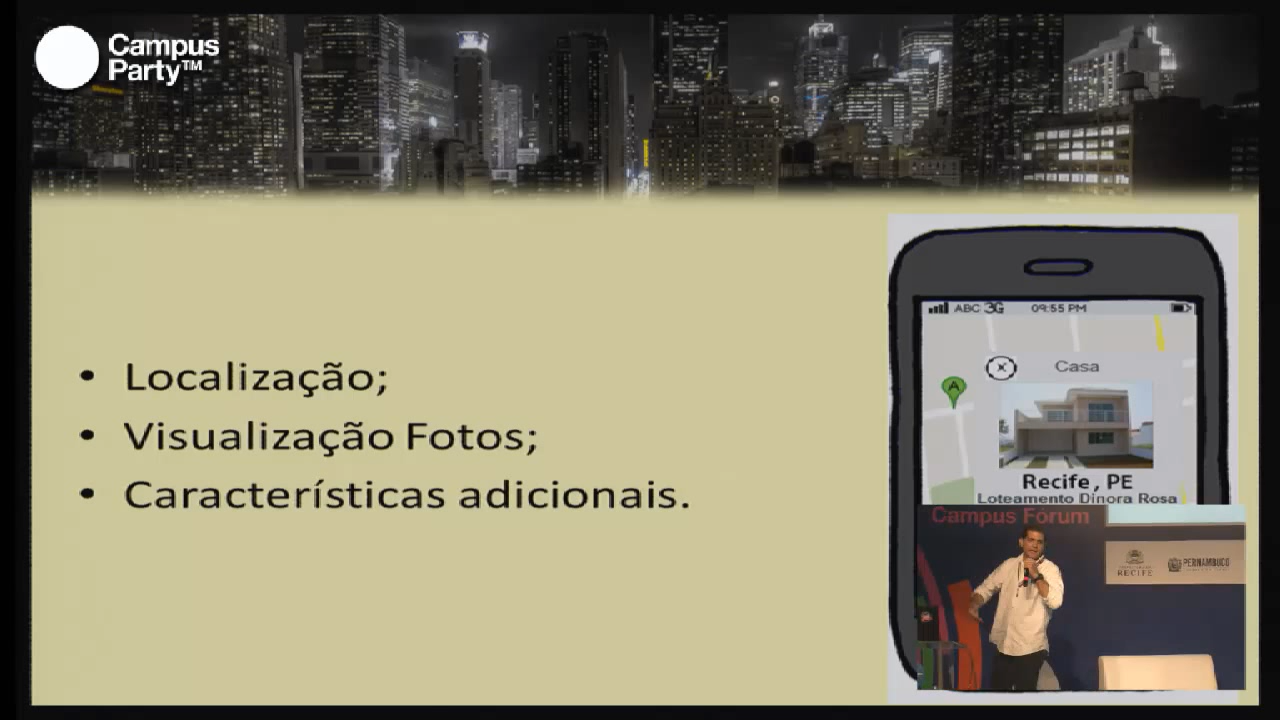 Campus
Party™
• Localização;
• Visualização Fotos;
• Características adicionais.
ABC 3G 09:55 PM
Casa
A
Recife, PE
Loteamento Dinora Rosa
Campus Fórum
RECIFE
PERNAMBUCO